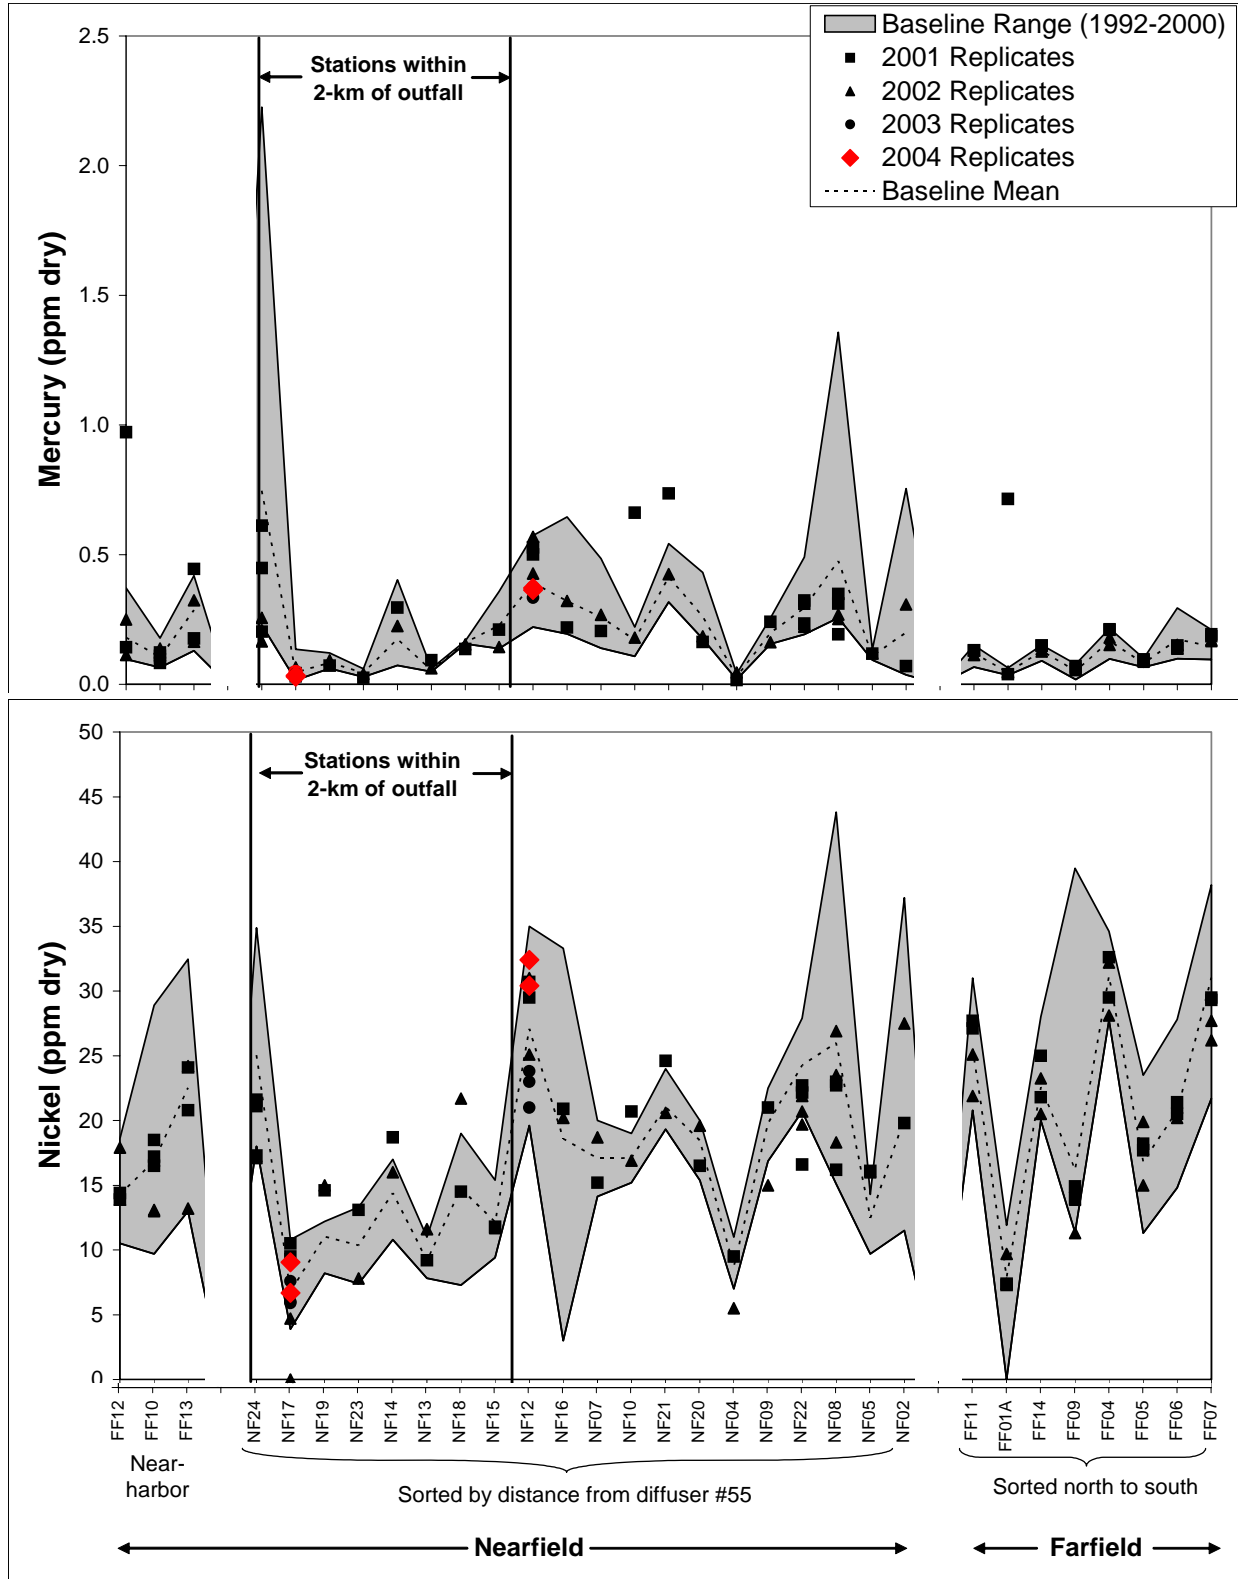 Baseline Range (1992-2000)
2001 Replicates
2002 Replicates
2003 Replicates
2004 Replicates
Baseline Mean
Stations within
2-km of outfall
Mercury (ppm dry)
2.5
2.0
1.5
1.0
0.5
0.0
Stations within
2-km of outfall
Nickel (ppm dry)
50
45
40
35
30
25
20
15
10
5
0
FF12
FF10
FF13
NF24
NF17
NF19
NF23
NF14
NF13
NF18
NF15
NF12
NF16
NF07
NF10
NF21
NF20
NF04
NF09
NF22
NF08
NF05
NF02
FF11
FF01A
FF14
FF09
FF04
FF05
FF06
FF07
Near-
harbor
Sorted by distance from diffuser #55
Sorted north to south
Nearfield
Farfield